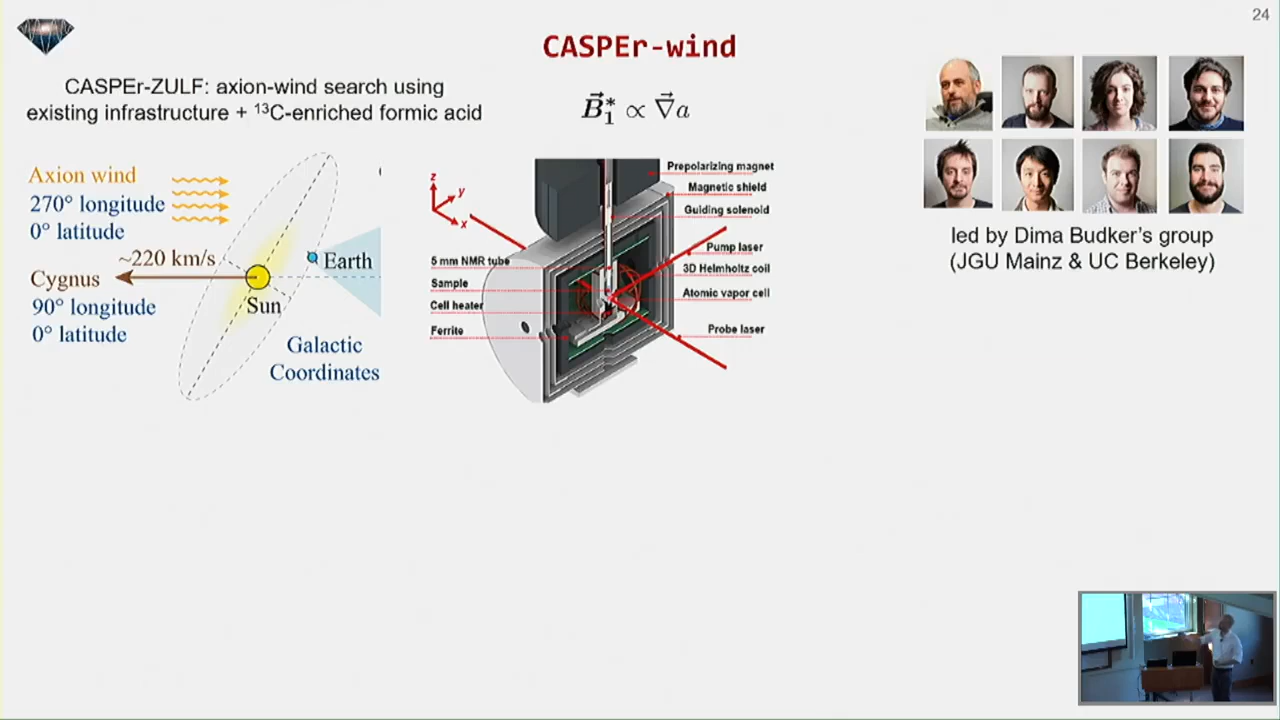 24
CASPEr-wind
CASPEr-ZULF: axion-wind search using
existing infrastructure + ¹³C-enriched formic acid
B⃗₁* ∝ ∇⃗a
Axion wind
270° longitude
0° latitude
~220 km/s
Cygnus
90° longitude
0° latitude
Sun
Earth
Galactic
Coordinates
z
y
x
5 mm NMR tube
Sample
Cell heater
Ferrite
Prepolarizing magnet
Magnetic shield
Guiding solenoid
Pump laser
3D Helmholtz coil
Atomic vapor cell
Probe laser
led by Dima Budker's group
(JGU Mainz & UC Berkeley)